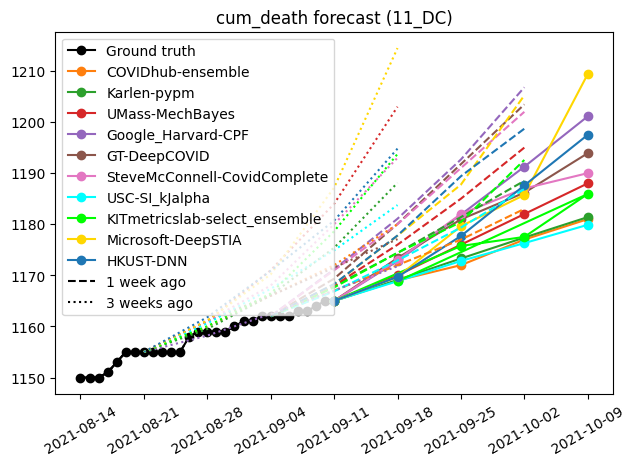 cum_death forecast (11_DC)
1210
1200
1190
1180
1170
1160
1150
Ground truth
COVIDhub-ensemble
Karlen-pypm
UMass-MechBayes
Google_Harvard-CPF
GT-DeepCOVID
SteveMcConnell-CovidComplete
USC-SI_kJalpha
KITmetricslab-select_ensemble
Microsoft-DeepSTIA
HKUST-DNN
1 week ago
3 weeks ago
2021-08-14
2021-08-21
2021-08-28
2021-09-04
2021-09-11
2021-09-18
2021-09-25
2021-10-02
2021-10-09